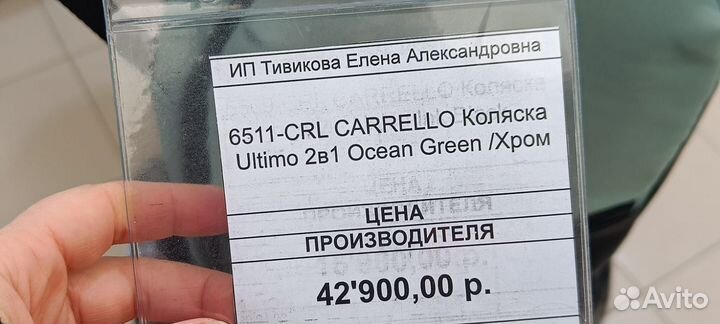 ИП Тивикова Елена Александровна
6511-CRL CARRELLO Коляска
Ultimo 2в1 Ocean Green /Хром
ЦЕНА
ПРОИЗВОДИТЕЛЯ
42'900,00 р.
Avito